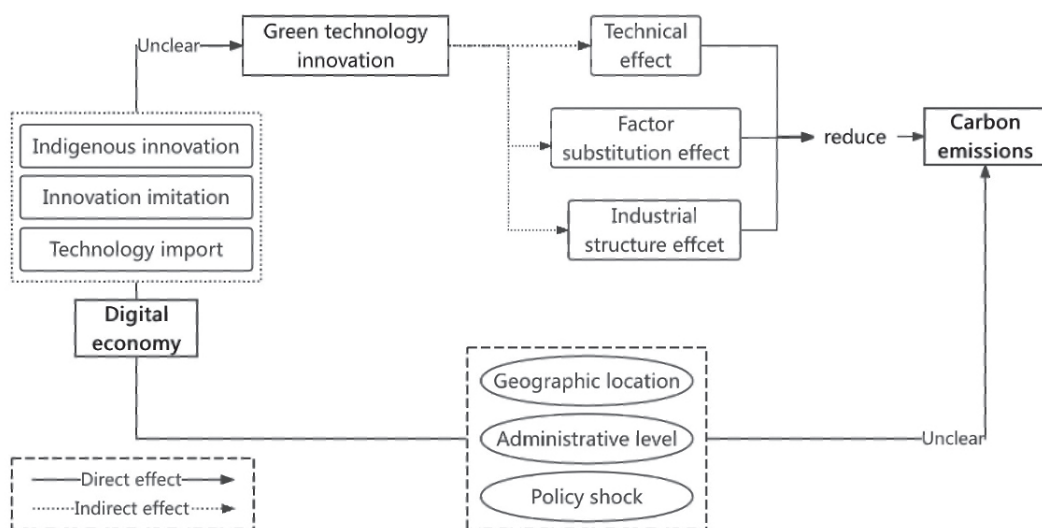 Unclear
Green technology
innovation
Technical
effect
Indigenous innovation
Innovation imitation
Technology import
Factor
substitution effect
reduce
Carbon
emissions
Industrial
structure effcet
Digital
economy
Geographic location
Administrative level
Policy shock
Unclear
Direct effect
Indirect effect